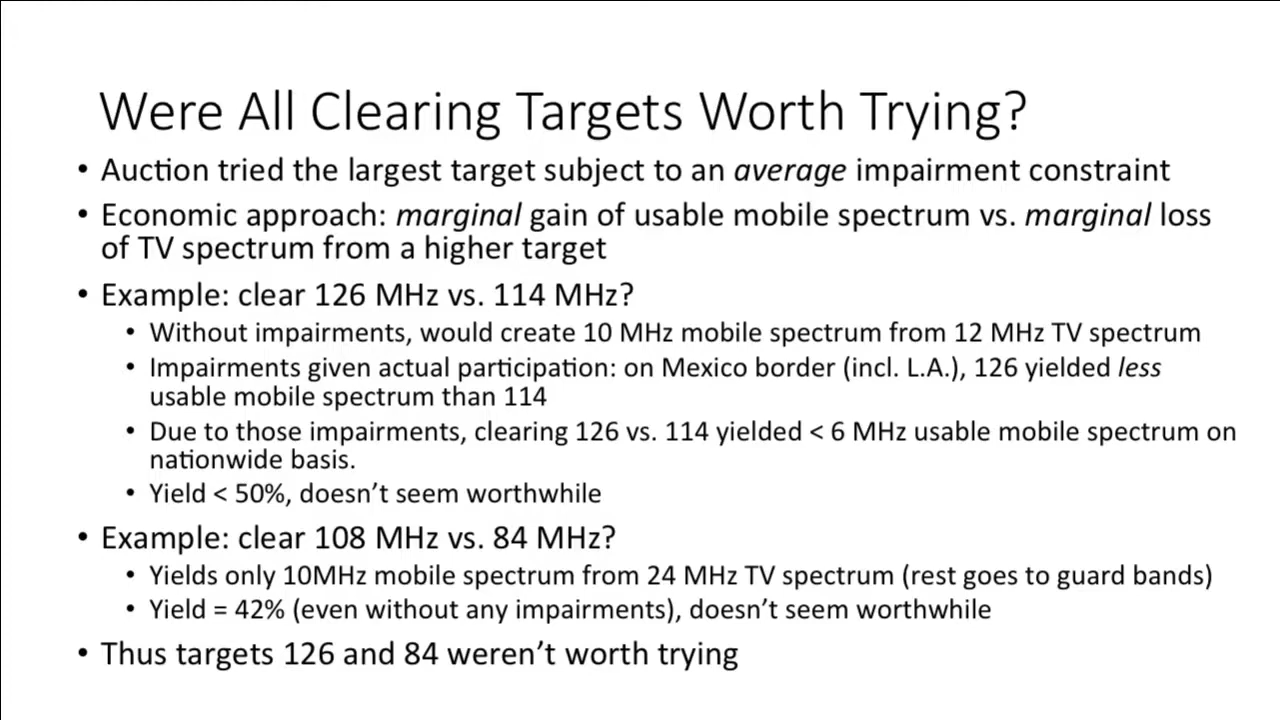 Were All Clearing Targets Worth Trying?
• Auction tried the largest target subject to an average impairment constraint
• Economic approach: marginal gain of usable mobile spectrum vs. marginal loss
of TV spectrum from a higher target
• Example: clear 126 MHz vs. 114 MHz?
• Without impairments, would create 10 MHz mobile spectrum from 12 MHz TV spectrum
• Impairments given actual participation: on Mexico border (incl. L.A.), 126 yielded less
usable mobile spectrum than 114
• Due to those impairments, clearing 126 vs. 114 yielded < 6 MHz usable mobile spectrum on
nationwide basis.
• Yield < 50%, doesn’t seem worthwhile
• Example: clear 108 MHz vs. 84 MHz?
• Yields only 10MHz mobile spectrum from 24 MHz TV spectrum (rest goes to guard bands)
• Yield = 42% (even without any impairments), doesn’t seem worthwhile
• Thus targets 126 and 84 weren’t worth trying